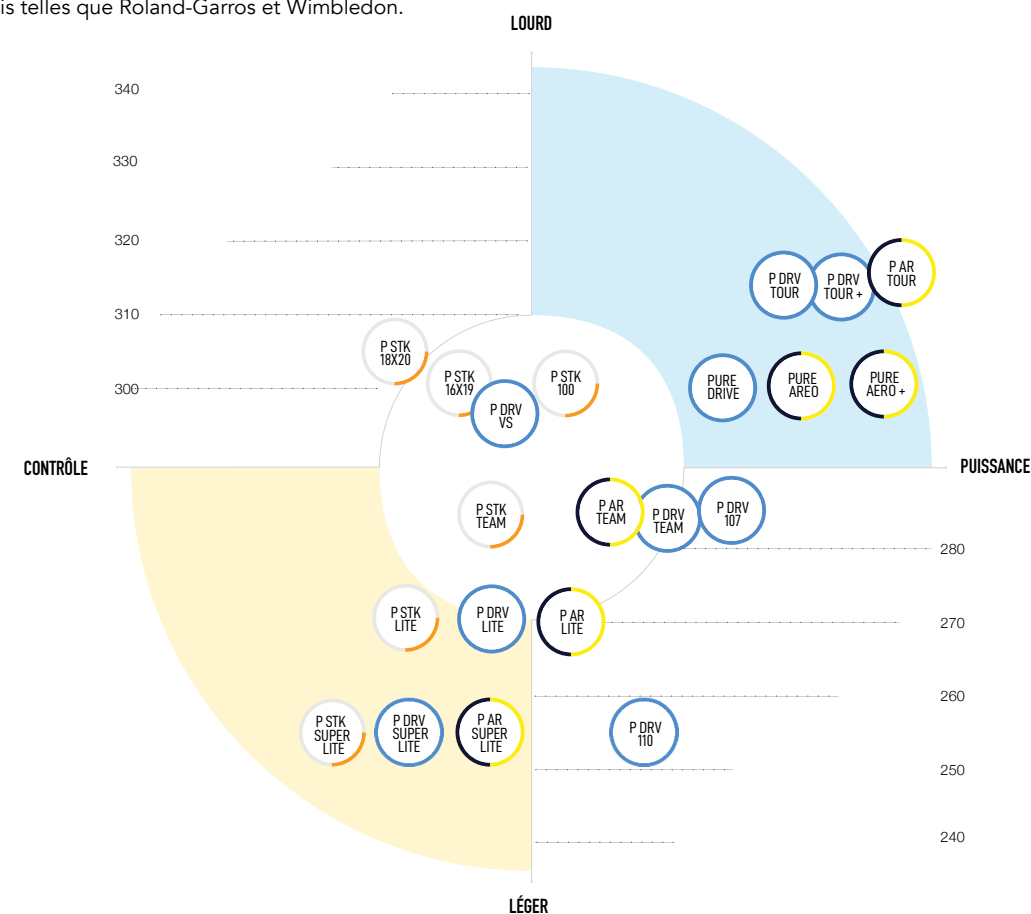 is telles que Roland-Garros et Wimbledon.
LOURD
340
330
320
310
300
P DRV
TOUR
P DRV
TOUR +
P AR
TOUR
P STK
18X20
P STK
16X19
P DRV
VS
P STK
100
PURE
DRIVE
PURE
AREO
PURE
AERO +
CONTRÔLE
PUISSANCE
P STK
TEAM
P AR
TEAM
P DRV
TEAM
P DRV
107
280
P STK
LITE
P DRV
LITE
P AR
LITE
270
260
P STK
SUPER
LITE
P DRV
SUPER
LITE
P AR
SUPER
LITE
P DRV
110
250
240
LÉGER